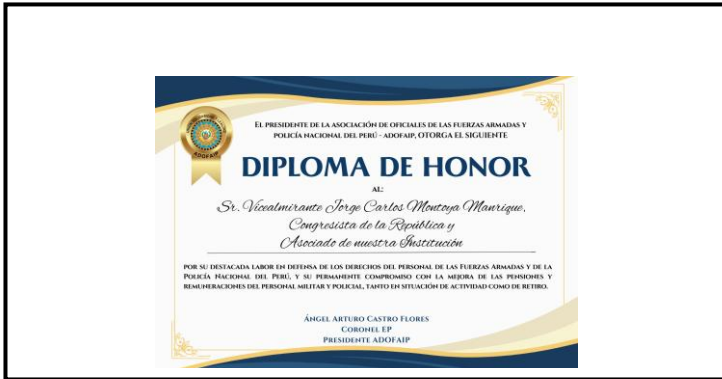 EL PRESIDENTE DE LA ASOCIACIÓN DE OFICIALES DE LAS FUERZAS ARMADAS Y
POLICÍA NACIONAL DEL PERÚ - ADOFAIP, OTORGA EL SIGUIENTE
ADOFAIP
DIPLOMA DE HONOR
AL:
Sr. Vicealmirante Jorge Carlos Montoya Manrique,
Congresista de la República y
Asociado de nuestra Institución
POR SU DESTACADA LABOR EN DEFENSA DE LOS DERECHOS DEL PERSONAL DE LAS FUERZAS ARMADAS Y DE LA
POLICÍA NACIONAL DEL PERÚ, Y SU PERMANENTE COMPROMISO CON LA MEJORA DE LAS PENSIONES Y
REMUNERACIONES DEL PERSONAL MILITAR Y POLICIAL, TANTO EN SITUACIÓN DE ACTIVIDAD COMO DE RETIRO.
ÁNGEL ARTURO CASTRO FLORES
CORONEL EP
PRESIDENTE ADOFAIP